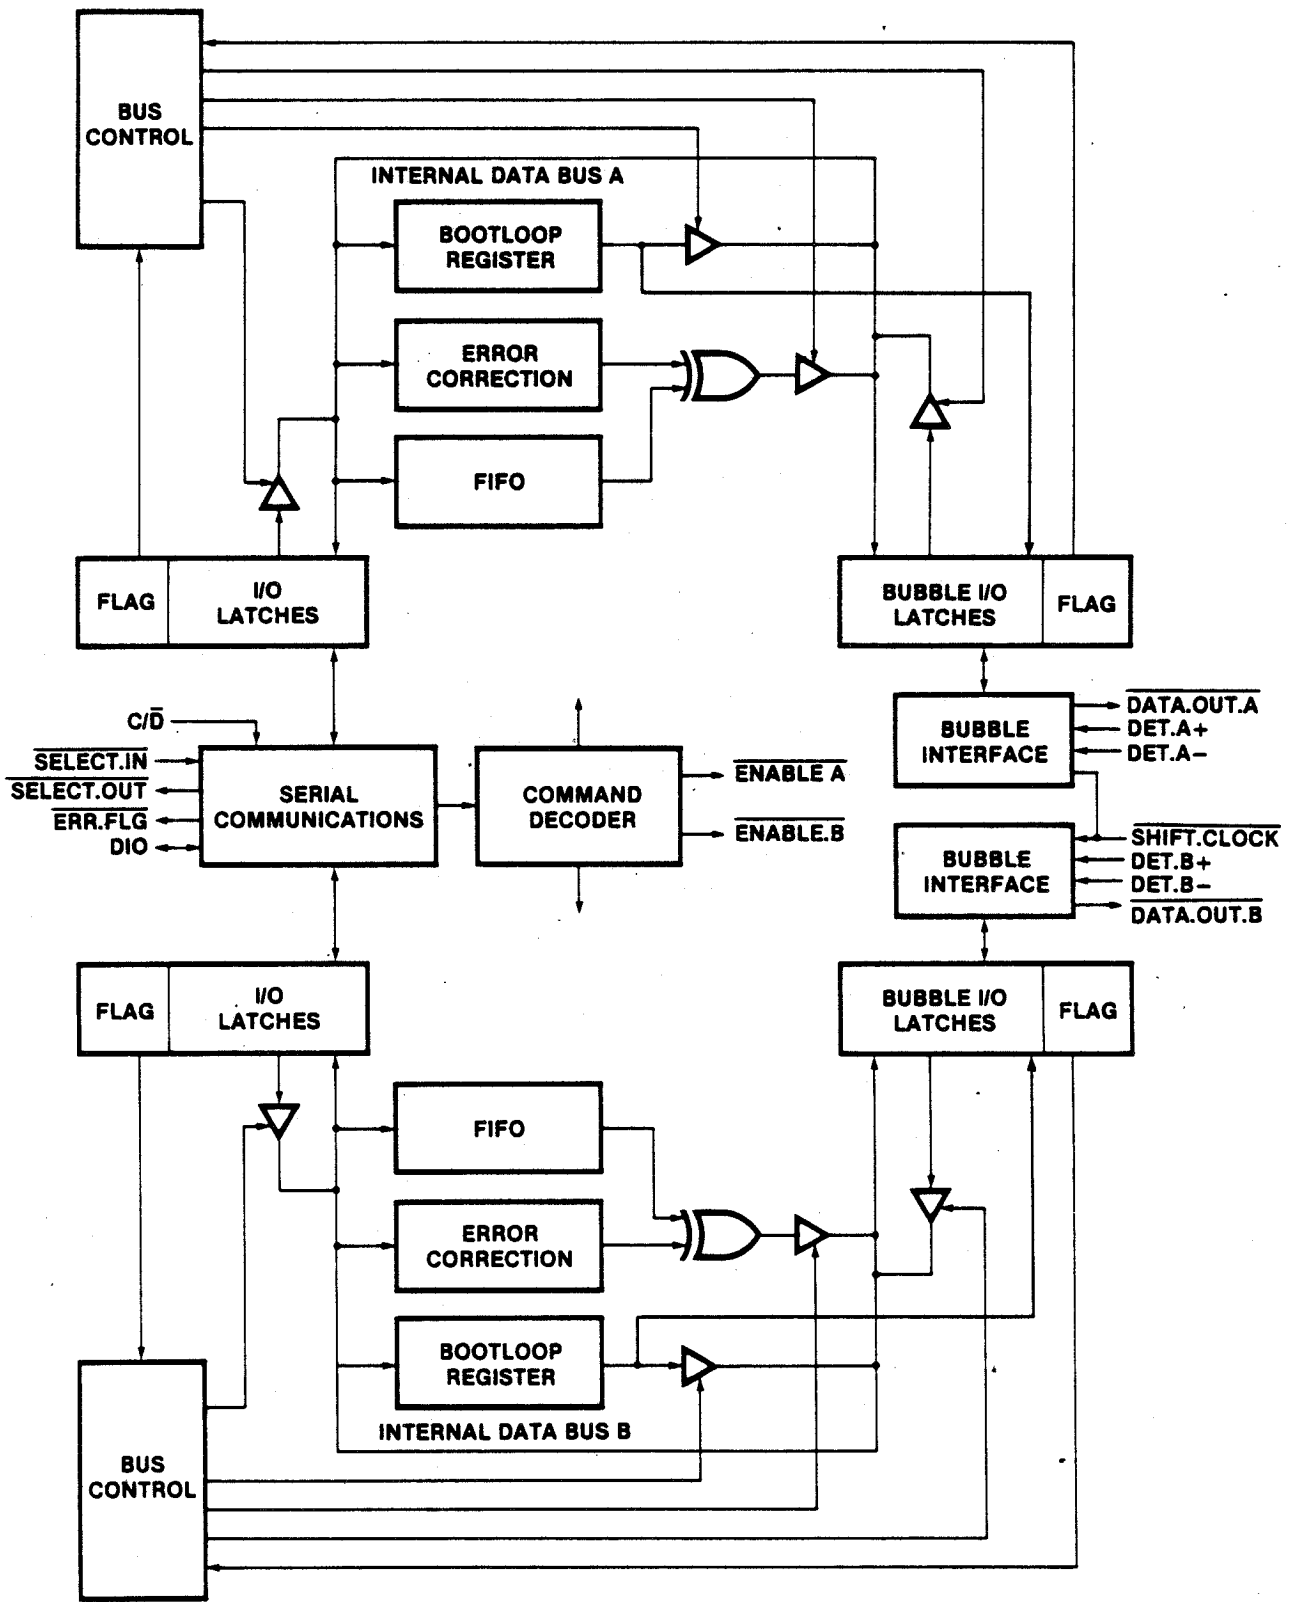 BUS
CONTROL
INTERNAL DATA BUS A
BOOTLOOP
REGISTER
ERROR
CORRECTION
FIFO
FLAG
I/O
LATCHES
BUBBLE I/O
LATCHES
FLAG
C/D̅
SELECT.IN
SELECT.OUT
ERR.FLG
DIO
SERIAL
COMMUNICATIONS
COMMAND
DECODER
ENABLE A
ENABLE.B
BUBBLE
INTERFACE
DATA.OUT.A
DET.A+
DET.A−
BUBBLE
INTERFACE
SHIFT.CLOCK
DET.B+
DET.B−
DATA.OUT.B
FLAG
I/O
LATCHES
BUBBLE I/O
LATCHES
FLAG
FIFO
ERROR
CORRECTION
BOOTLOOP
REGISTER
INTERNAL DATA BUS B
BUS
CONTROL